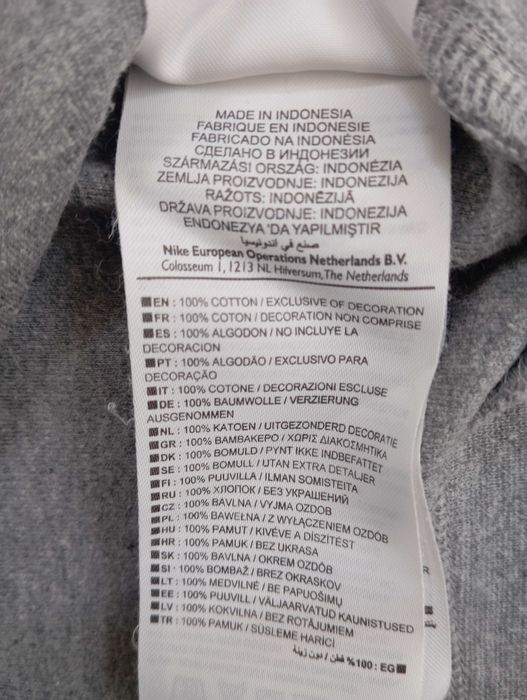 MADE IN INDONESIA
FABRIQUE EN INDONESIE
FABRICADO NA INDONÉSIA
СДЕЛАНО В ИНДОНЕЗИИ
SZÁRMAZÁSI ORSZÁG: INDONÉZIA
ZEMLJA PROIZVODNJE: INDONEZIJA
RAŽOTS: INDONĒZIJĀ
DRŽAVA PROIZVODNJE: INDONEZIJA
ENDONEZYA 'DA YAPILMIŞTIR
صنع في اندونيسيا
Nike European Operations Netherlands B.V.
Colosseum 1, 1213 NL Hilversum, The Netherlands
EN : 100% COTTON / EXCLUSIVE OF DECORATION
FR : 100% COTON / DECORATION NON COMPRISE
ES : 100% ALGODON / NO INCLUYE LA
DECORACION
PT : 100% ALGODÃO / EXCLUSIVO PARA
DECORAÇÃO
IT : 100% COTONE / DECORAZIONI ESCLUSE
DE : 100% BAUMWOLLE / VERZIERUNG
AUSGENOMMEN
NL : 100% KATOEN / UITGEZONDERD DECORATIE
GR : 100% ΒΑΜΒΑΚΕΡΟ / ΧΩΡΙΣ ΔΙΑΚΟΣΜΗΤΙΚΑ
DK : 100% BOMULD / PYNT IKKE INDBEFATTET
SE : 100% BOMULL / UTAN EXTRA DETALJER
FI : 100% PUUVILLA / ILMAN SOMISTEITA
RU : 100% ХЛОПОК / БЕЗ УКРАШЕНИЙ
CZ : 100% BAVLNA / VYJMA OZDOB
PL : 100% BAWEŁNA / Z WYŁĄCZENIEM OZDÓB
HU : 100% PAMUT / KIVÉVE A DÍSZÍTÉST
HR : 100% PAMUK / BEZ UKRASA
SK : 100% BAVLNA / OKREM OZDÔB
SI : 100% BOMBAŽ / BREZ OKRASKOV
LT : 100% MEDVILNĖ / BE PAPUOŠIMŲ
EE : 100% PUUVILL / VÄLJAARVATUD KAUNISTUSED
LV : 100% KOKVILNA / BEZ ROTĀJUMIEM
TR : 100% PAMUK / SÜSLEME HARİCİ
EG : 100% قطن / بدون زينة